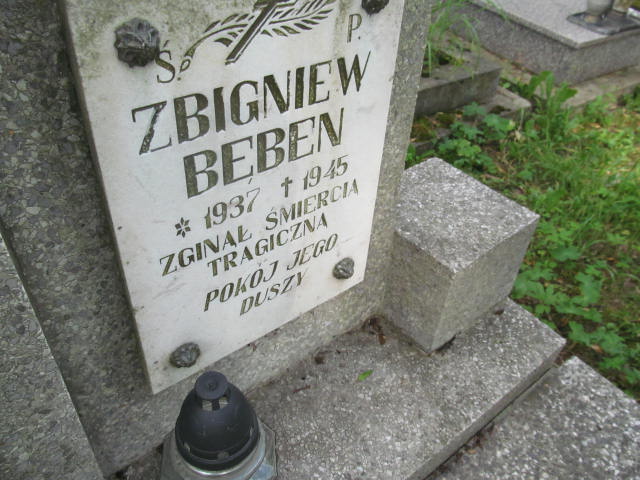 Ś. P.
ZBIGNIEW
BEBEN
* 1937 † 1945
ZGINAŁ ŚMIERCIA
TRAGICZNA
POKÓJ JEGO
DUSZY